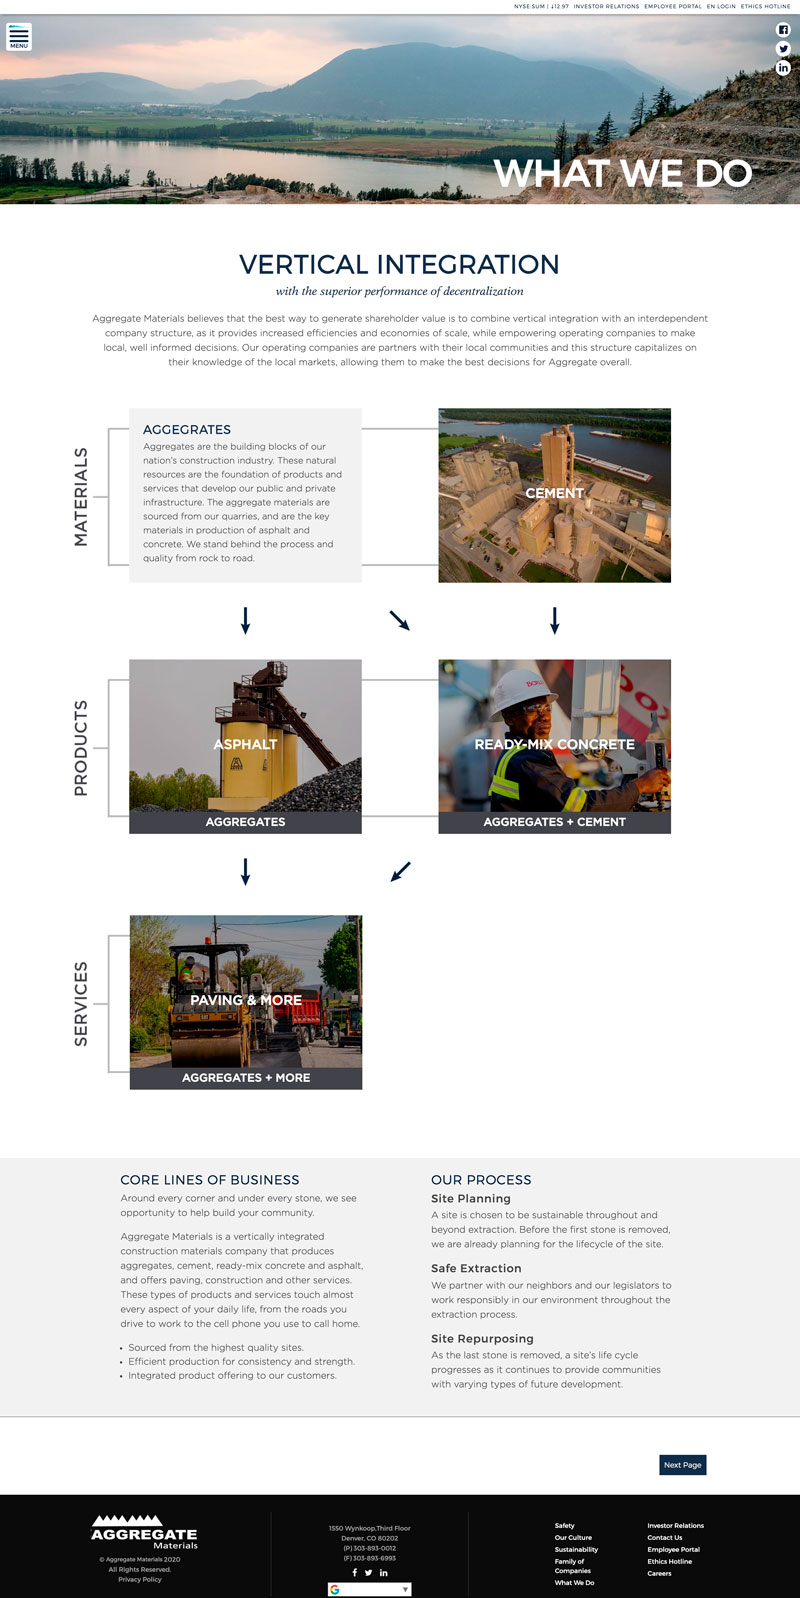 NYSE:SUM | ↓12.97 INVESTOR RELATIONS EMPLOYEE PORTAL EN LOGIN ETHICS HOTLINE
MENU
WHAT WE DO
VERTICAL INTEGRATION
with the superior performance of decentralization
Aggregate Materials believes that the best way to generate shareholder value is to combine vertical integration with an interdependent
company structure, as it provides increased efficiencies and economies of scale, while empowering operating companies to make
local, well informed decisions. Our operating companies are partners with their local communities and this structure capitalizes on
their knowledge of the local markets, allowing them to make the best decisions for Aggregate overall.
MATERIALS
AGGEGRATES
Aggregates are the building blocks of our
nation's construction industry. These natural
resources are the foundation of products and
services that develop our public and private
infrastructure. The aggregate materials are
sourced from our quarries, and are the key
materials in production of asphalt and
concrete. We stand behind the process and
quality from rock to road.
CEMENT
PRODUCTS
ASPHALT
AGGREGATES
READY-MIX CONCRETE
AGGREGATES + CEMENT
SERVICES
PAVING & MORE
AGGREGATES + MORE
CORE LINES OF BUSINESS
Around every corner and under every stone, we see
opportunity to help build your community.
Aggregate Materials is a vertically integrated
construction materials company that produces
aggregates, cement, ready-mix concrete and asphalt,
and offers paving, construction and other services.
These types of products and services touch almost
every aspect of your daily life, from the roads you
drive to work to the cell phone you use to call home.
• Sourced from the highest quality sites.
• Efficient production for consistency and strength.
• Integrated product offering to our customers.
OUR PROCESS
Site Planning
A site is chosen to be sustainable throughout and
beyond extraction. Before the first stone is removed,
we are already planning for the lifecycle of the site.
Safe Extraction
We partner with our neighbors and our legislators to
work responsibly in our environment throughout the
extraction process.
Site Repurposing
As the last stone is removed, a site's life cycle
progresses as it continues to provide communities
with varying types of future development.
Next Page
AGGREGATE
Materials
© Aggregate Materials 2020
All Rights Reserved.
Privacy Policy
1550 Wynkoop,Third Floor
Denver, CO 80202
(P) 303-893-0012
(F) 303-893-6993
Safety
Our Culture
Sustainability
Family of
Companies
What We Do
Investor Relations
Contact Us
Employee Portal
Ethics Hotline
Careers